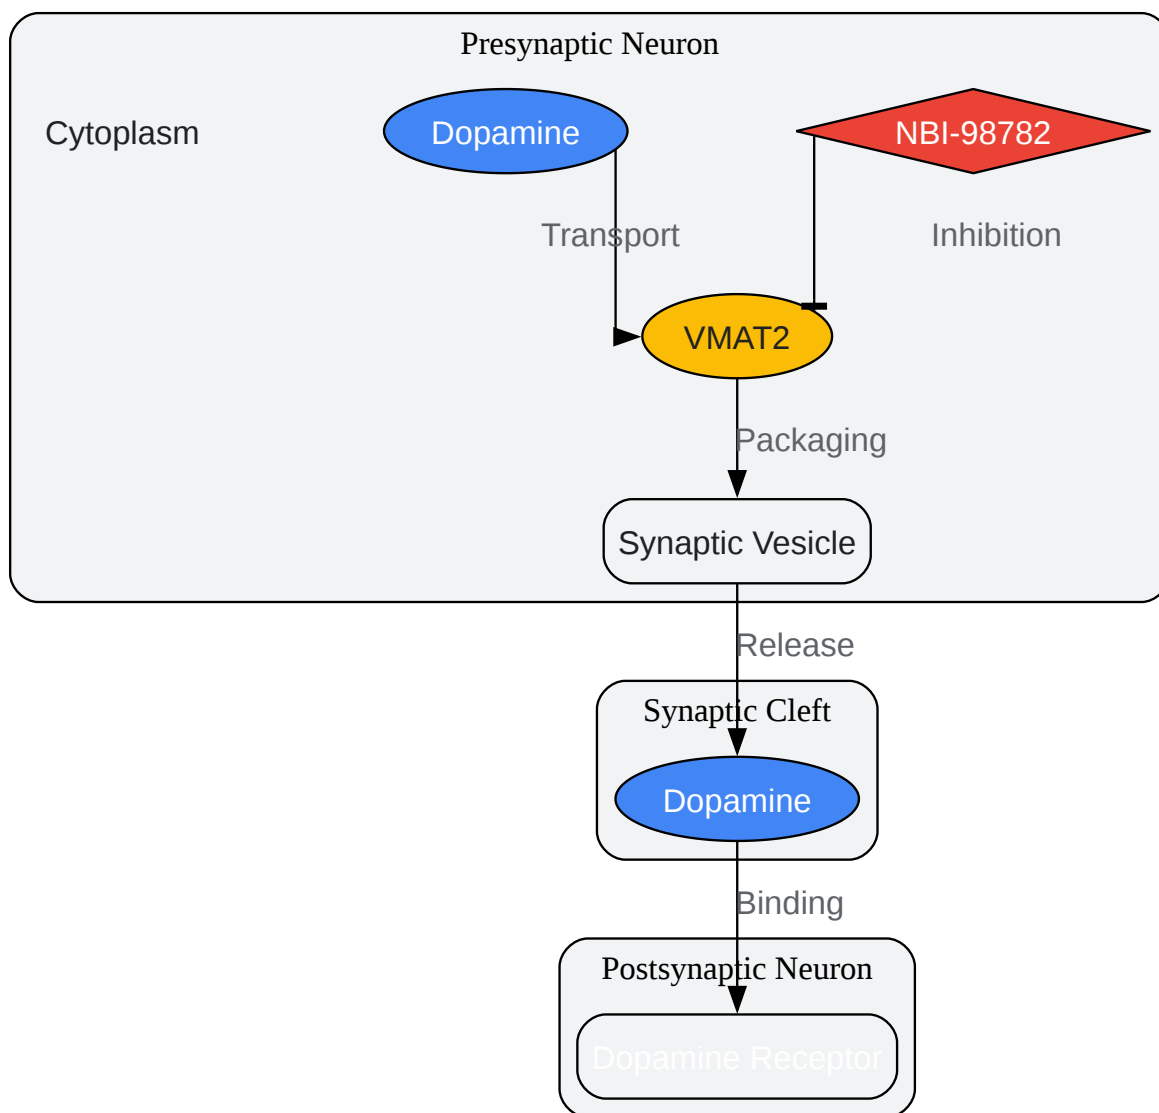 Presynaptic Neuron
Cytoplasm
Dopamine
NBI-98782
Transport
Inhibition
VMAT2
Packaging
Synaptic Vesicle
Release
Synaptic Cleft
Dopamine
Binding
Postsynaptic Neuron
Dopamine Receptor